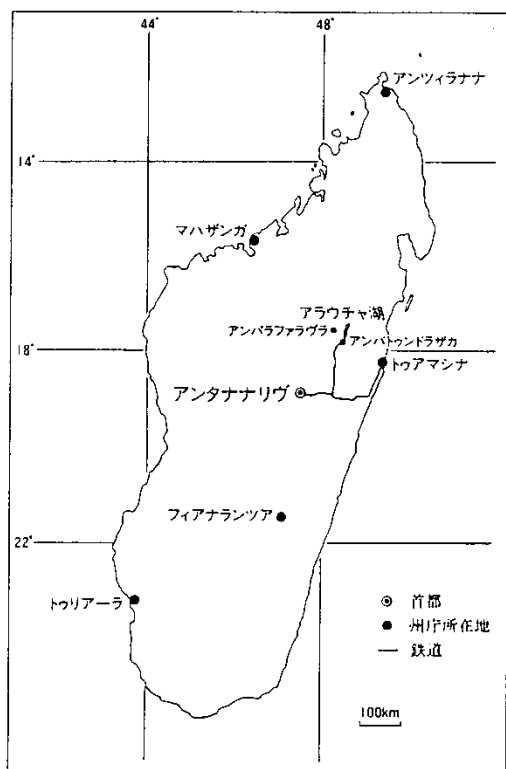 44°
48°
アンツィラナナ
14°
マハザンガ
アラウチャ湖
アンパラファラヴラ
アンバトゥンドラザカ
18°
トゥアマシナ
アンタナナリヴ
フィアナランツア
22°
トゥリアーラ
首都
州庁所在地
鉄道
100km